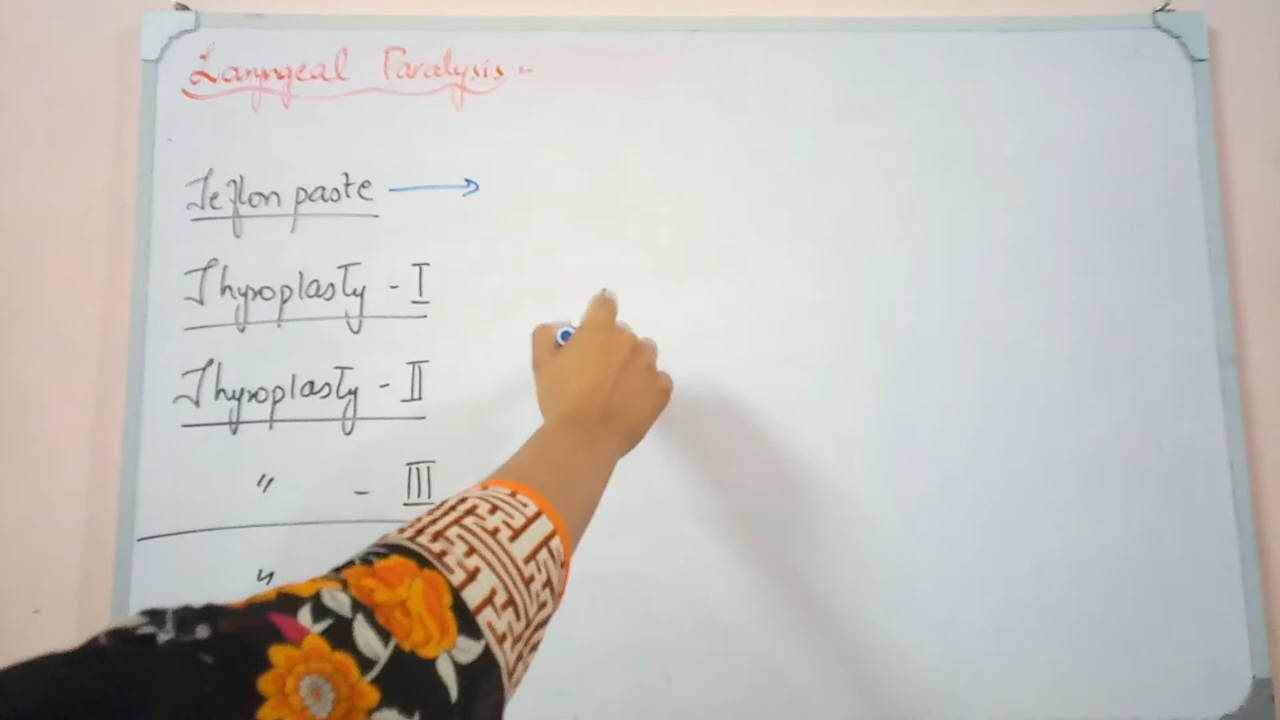 Laryngeal Paralysis :-
Teflon paste →
Thyroplasty - I
Thyroplasty - II
" - III
"